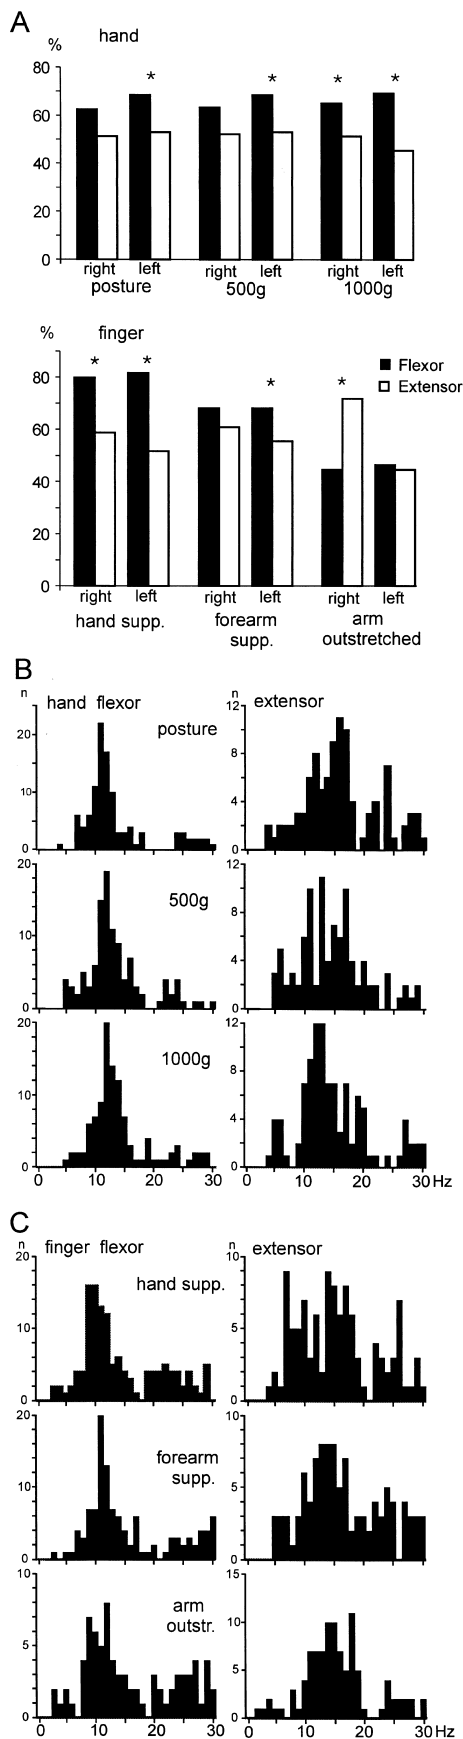 A
hand
%
80
60
40
20
0
* * * *
right left right left right left
posture 500g 1000g
% finger
80
60
40
20
0
* * * *
Flexor
Extensor
right left right left right left
hand supp. forearm supp. arm outstretched
B
n hand flexor
20
10
0
posture
n extensor
12
8
4
0
20
10
0
500g
12
8
4
0
20
10
0
1000g
12
8
4
0
0 10 20 30 0 10 20 30 Hz
C
n finger flexor
20
10
0
hand supp.
n extensor
10
5
0
20
10
0
forearm
supp.
10
5
0
10
5
0
arm
outstr.
15
10
5
0
0 10 20 30 0 10 20 30 Hz